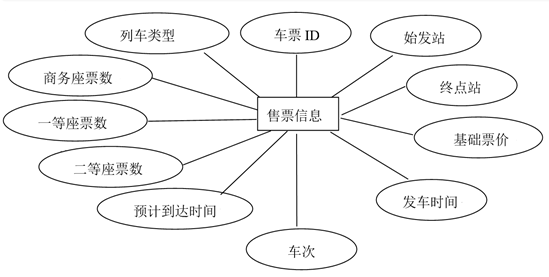 列车类型
车票 ID
始发站
商务座票数
终点站
售票信息
一等座票数
基础票价
二等座票数
发车时间
预计到达时间
车次